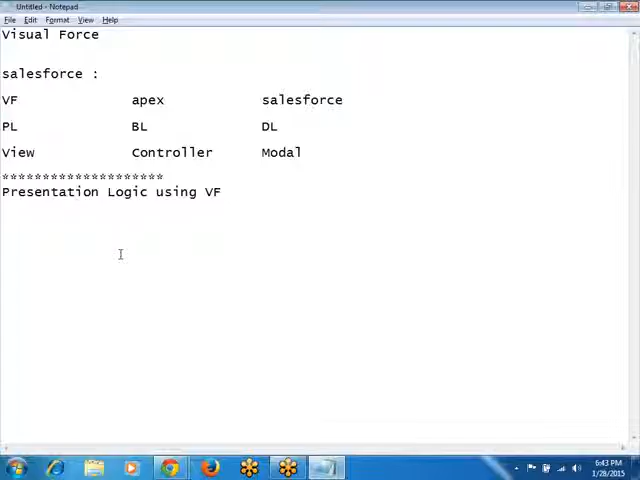 Untitled - Notepad
File Edit Format View Help
Visual Force
salesforce :
VF apex salesforce
PL BL DL
View Controller Modal
********************
Presentation Logic using VF
6:43 PM
1/28/2015